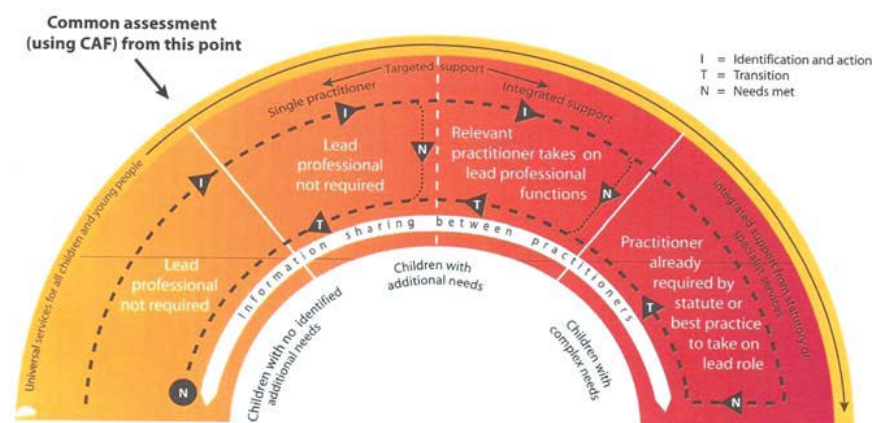 Common assessment
(using CAF) from this point
I = Identification and action
T = Transition
N = Needs met
Targeted support
Single practitioner
Integrated support
Universal services for all children and young people
Integrated support from statutory or
specialist services
I
I
I
N
N
T
T
T
N
N
Lead
professional
not required
Lead
professional
not required
Relevant
practitioner takes on
lead professional
functions
Practitioner
already
required by
statute or
best practice
to take on
lead role
Information sharing between practitioners
Children with no identified
additional needs
Children with
additional needs
Children with
complex needs